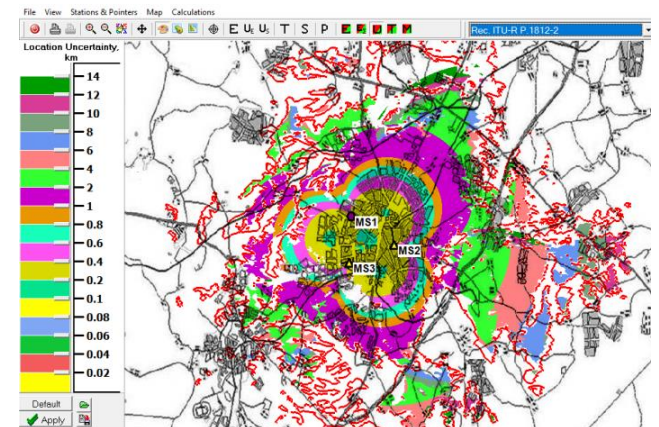 File View Stations & Pointers Map Calculations
E UE US T S P E F U T M Rec. ITU-R P.1812-2
Location Uncertainty,
km
14
12
10
8
6
4
2
1
0.8
0.6
0.4
0.2
0.1
0.08
0.06
0.04
0.02
MS1
MS2
MS3
Default
Apply